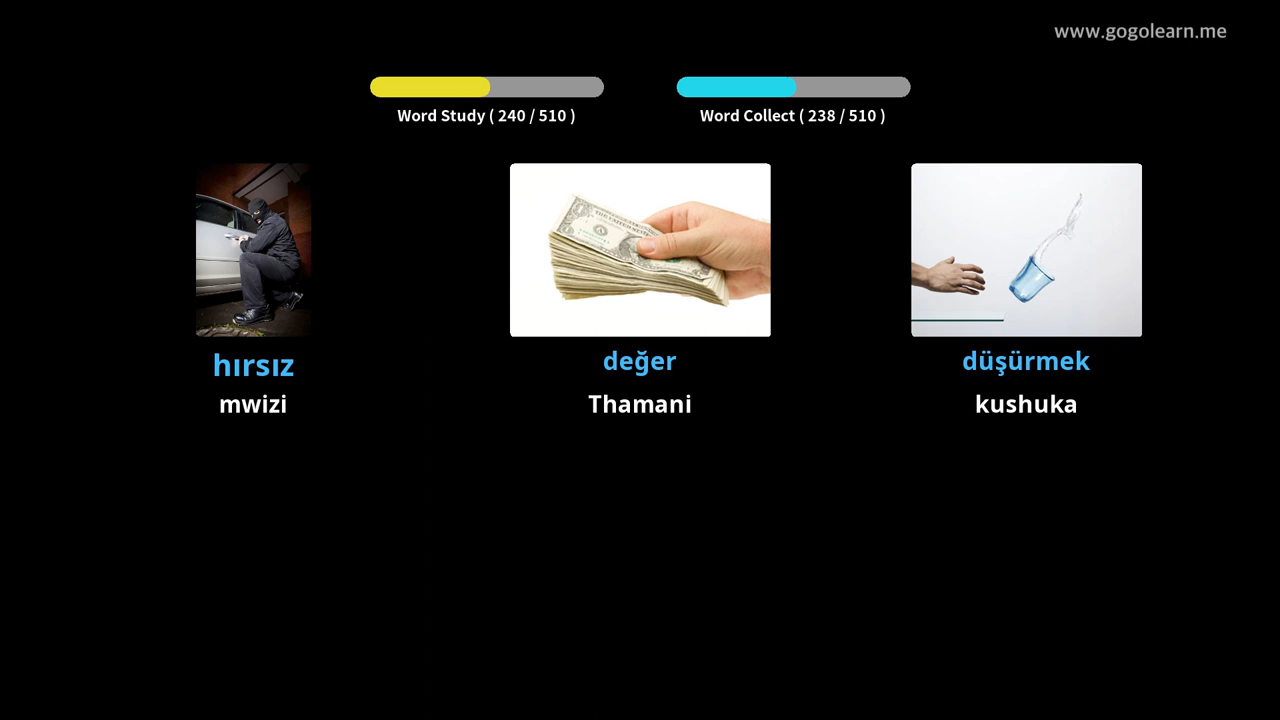 www.gogolearn.me
Word Study ( 240 / 510 )
Word Collect ( 238 / 510 )
hırsız
mwizi
değer
Thamani
düşürmek
kushuka